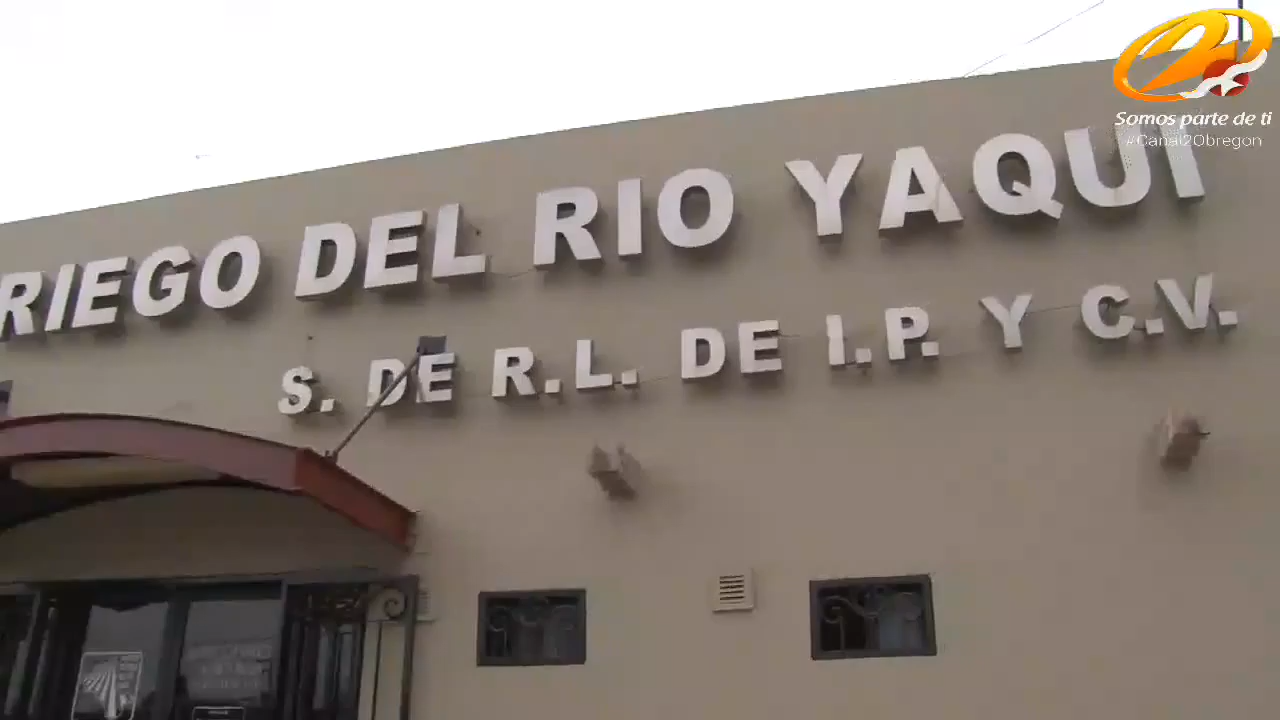 Somos parte de ti
#Canal2Obregon
RIEGO DEL RIO YAQUI
S. DE R.L. DE I.P. Y C.V.